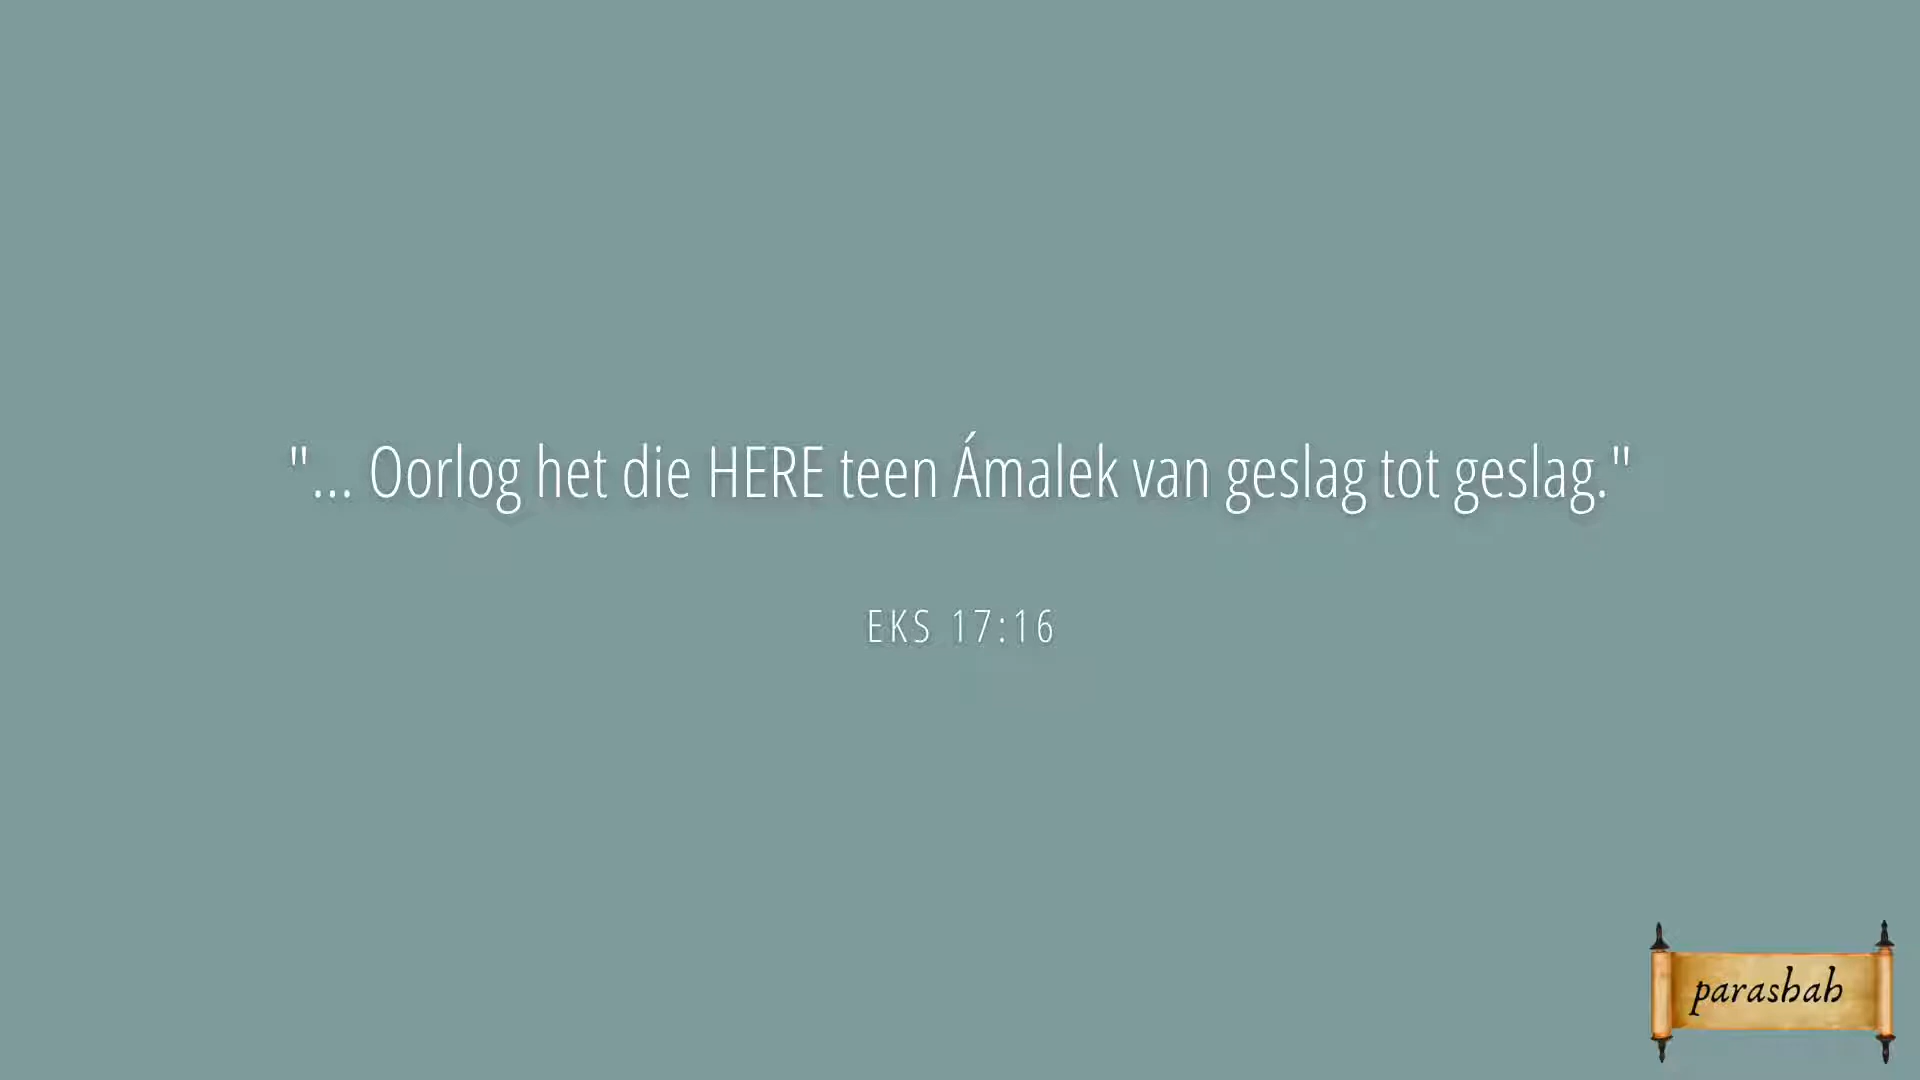 "... Oorlog het die HERE teen Ámalek van geslag tot geslag."
EKS 17:16
parashah